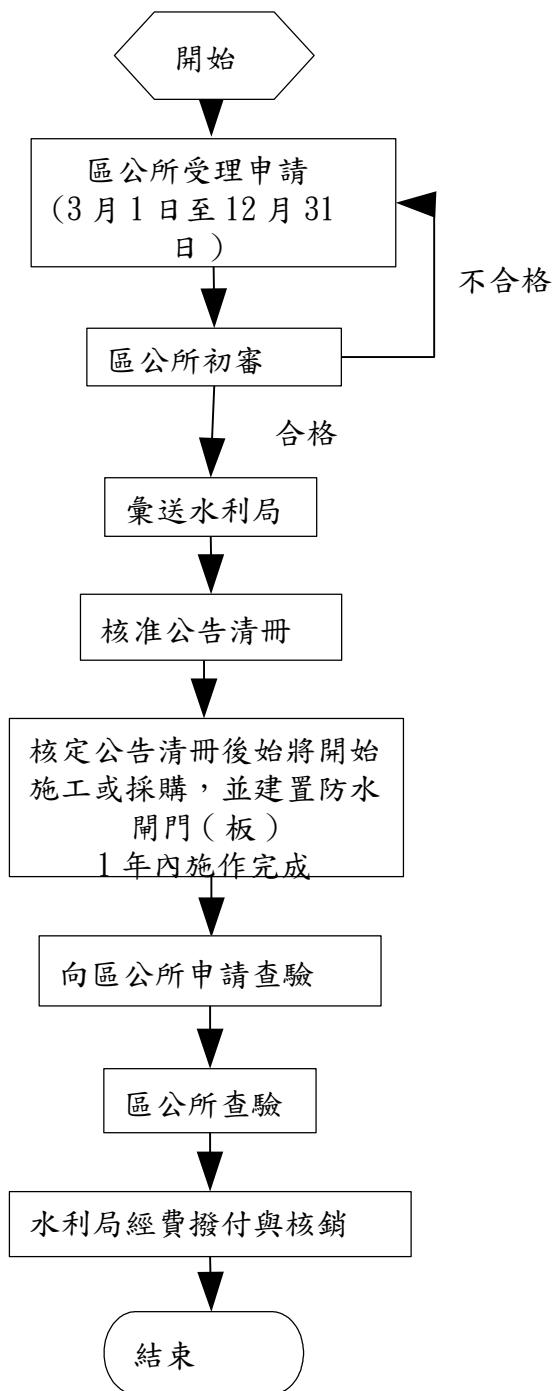 開始
區公所受理申請
(3 月 1 日至 12 月 31
日 )
不合格
區公所初審
合格
彙送水利局
核准公告清冊
核定公告清冊後始將開始
施工或採購，並建置防水
閘門 ( 板 )
1 年內施作完成
向區公所申請查驗
區公所查驗
水利局經費撥付與核銷
結束